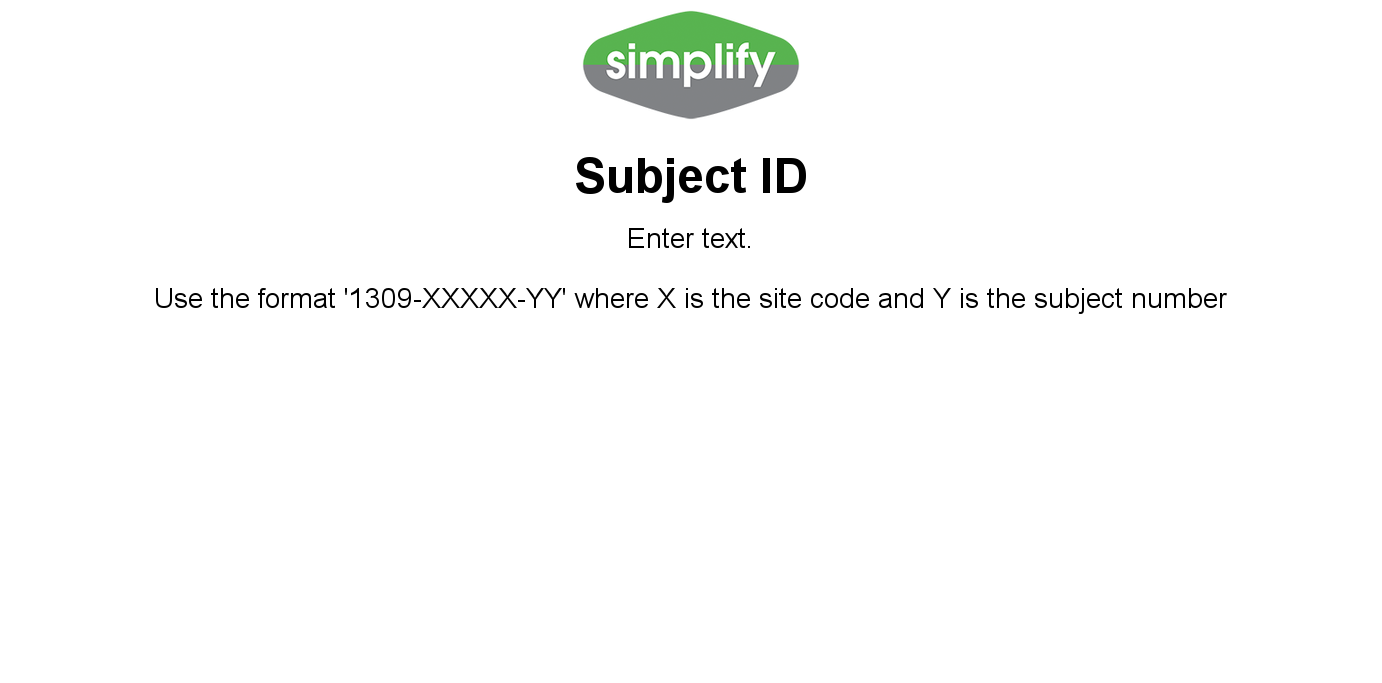 simplify
Subject ID
Enter text.
Use the format '1309-XXXXX-YY' where X is the site code and Y is the subject number